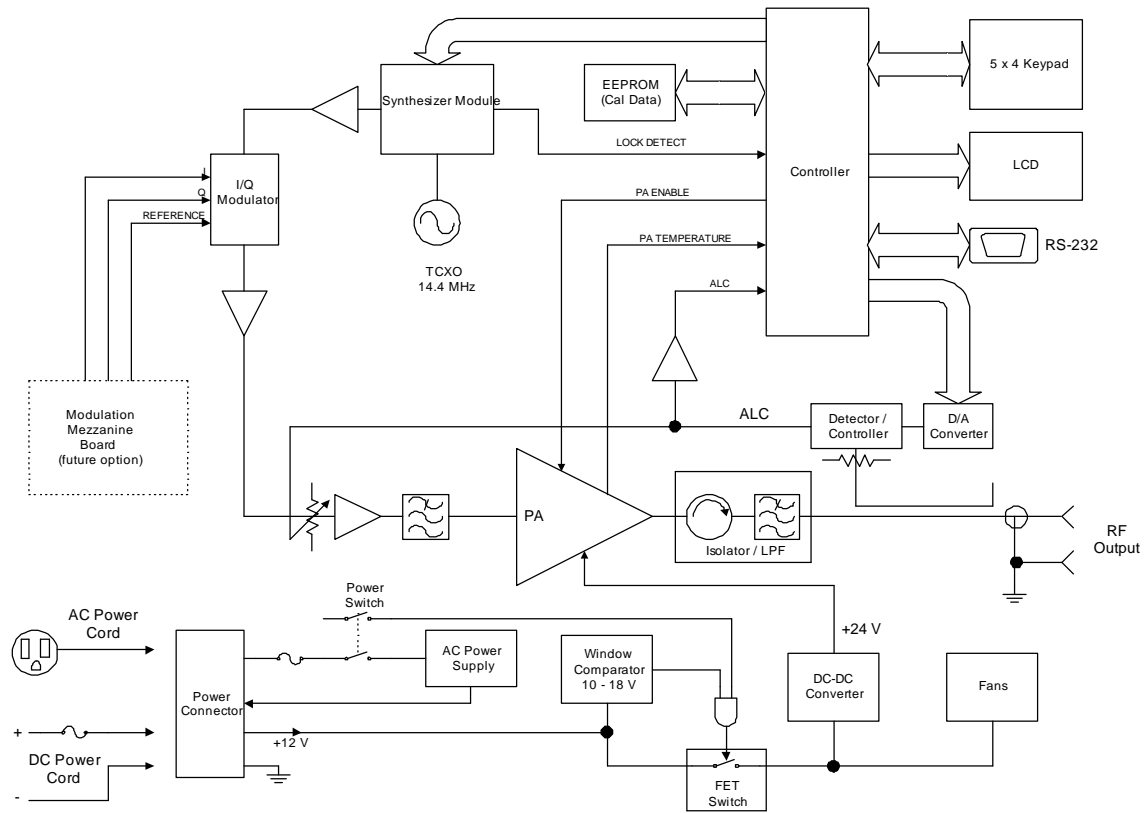 EEPROM
(Cal Data)
5 x 4 Keypad
Synthesizer Module
LOCK DETECT
Controller
LCD
I
Q
REFERENCE
I/Q
Modulator
PA ENABLE
PA TEMPERATURE
RS-232
TCXO
14.4 MHz
ALC
Modulation
Mezzanine
Board
(future option)
ALC
Detector /
Controller
D/A
Converter
PA
Isolator / LPF
RF
Output
AC Power
Cord
Power
Switch
AC Power
Supply
Window
Comparator
10 - 18 V
+24 V
DC-DC
Converter
Fans
Power
Connector
+
+12 V
DC Power
Cord
-
FET
Switch